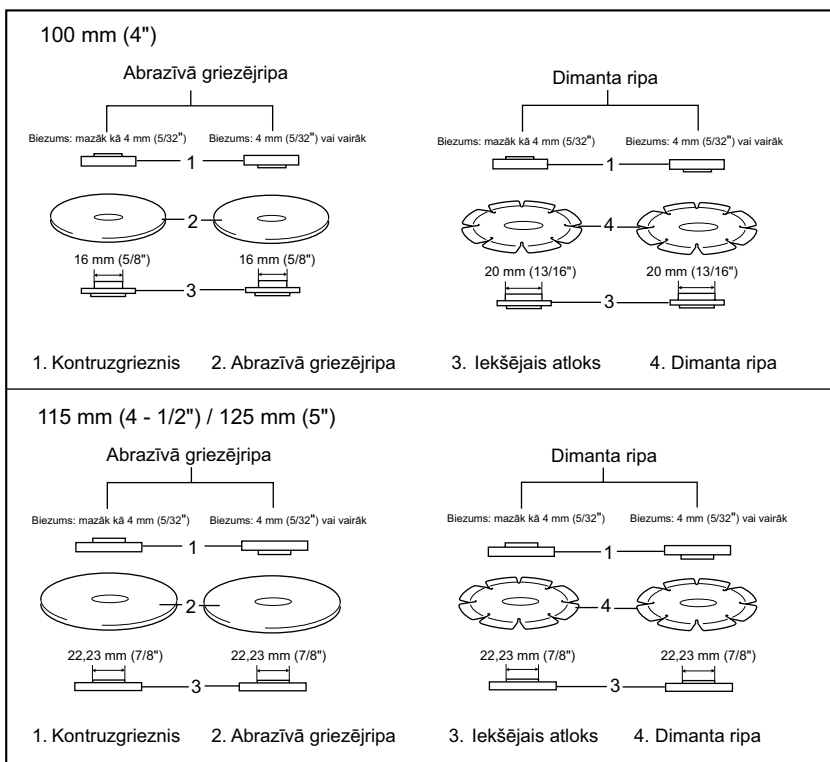 100 mm (4")
Abrazīvā griezējripa
Dimanta ripa
Biezums: mazāk kā 4 mm (5/32") Biezums: 4 mm (5/32") vai vairāk
Biezums: mazāk kā 4 mm (5/32") Biezums: 4 mm (5/32") vai vairāk
1
1
2
4
16 mm (5/8") 16 mm (5/8")
20 mm (13/16") 20 mm (13/16")
3
3
1. Kontruzgrieznis 2. Abrazīvā griezējripa 3. Iekšējais atloks 4. Dimanta ripa
115 mm (4 - 1/2") / 125 mm (5")
Abrazīvā griezējripa
Dimanta ripa
Biezums: mazāk kā 4 mm (5/32") Biezums: 4 mm (5/32") vai vairāk
Biezums: mazāk kā 4 mm (5/32") Biezums: 4 mm (5/32") vai vairāk
1
1
2
4
22,23 mm (7/8") 22,23 mm (7/8")
22,23 mm (7/8") 22,23 mm (7/8")
3
3
1. Kontruzgrieznis 2. Abrazīvā griezējripa 3. Iekšējais atloks 4. Dimanta ripa